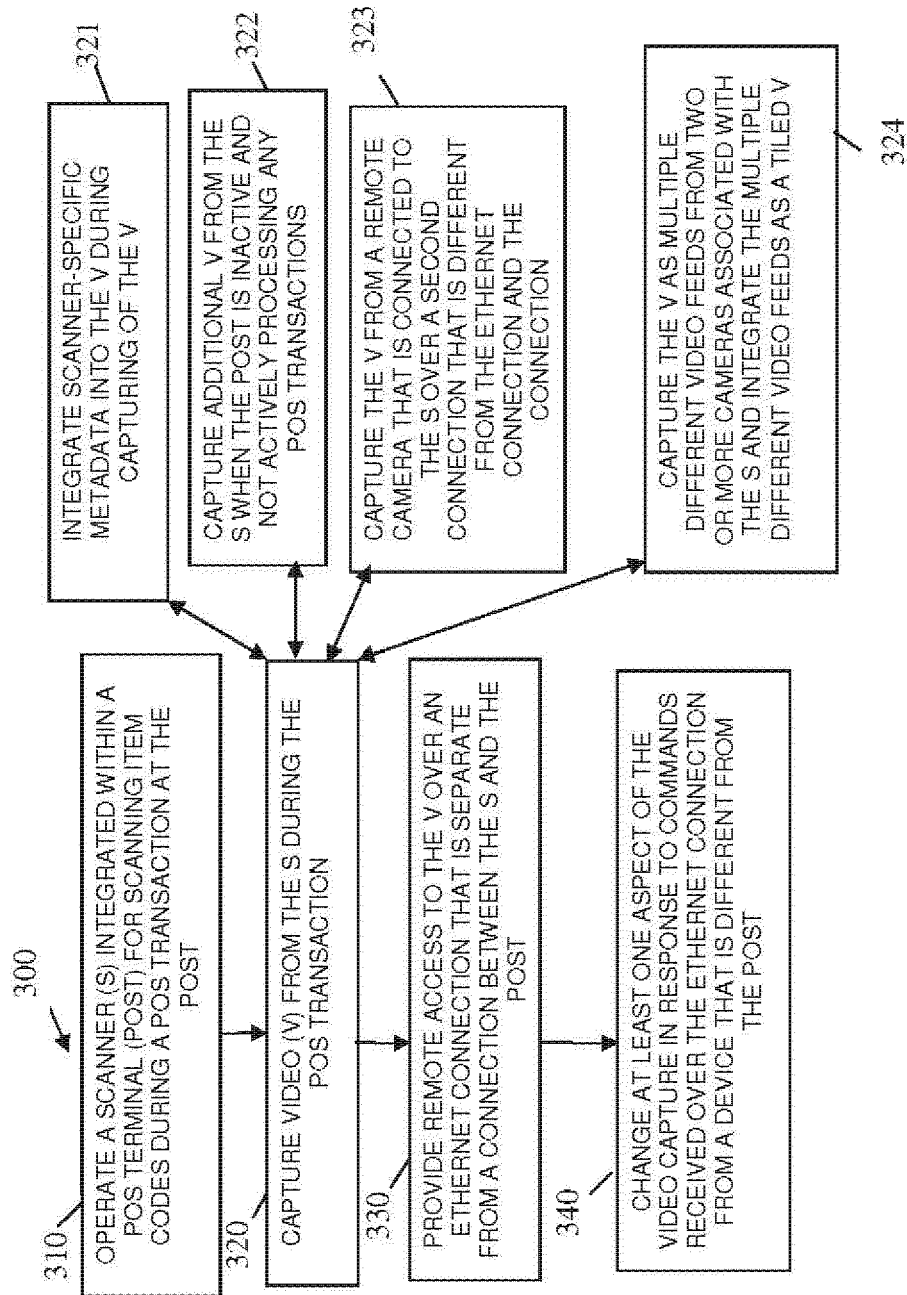 300
310
OPERATE A SCANNER (S) INTEGRATED WITHIN A
POS TERMINAL (POST) FOR SCANNING ITEM
CODES DURING A POS TRANSACTION AT THE
POST
320
CAPTURE VIDEO (V) FROM THE S DURING THE
POS TRANSACTION
330
PROVIDE REMOTE ACCESS TO THE V OVER AN
ETHERNET CONNECTION THAT IS SEPARATE
FROM A CONNECTION BETWEEN THE S AND THE
POST
340
CHANGE AT LEAST ONE ASPECT OF THE
VIDEO CAPTURE IN RESPONSE TO COMMANDS
RECEIVED OVER THE ETHERNET CONNECTION
FROM A DEVICE THAT IS DIFFERENT FROM
THE POST
321
INTEGRATE SCANNER-SPECIFIC
METADATA INTO THE V DURING
CAPTURING OF THE V
322
CAPTURE ADDITIONAL V FROM THE
S WHEN THE POST IS INACTIVE AND
NOT ACTIVELY PROCESSING ANY
POS TRANSACTIONS
323
CAPTURE THE V FROM A REMOTE
CAMERA THAT IS CONNECTED TO
THE S OVER A SECOND
CONNECTION THAT IS DIFFERENT
FROM THE ETHERNET
CONNECTION AND THE
CONNECTION
CAPTURE THE V AS MULTIPLE
DIFFERENT VIDEO FEEDS FROM TWO
OR MORE CAMERAS ASSOCIATED WITH
THE S AND INTEGRATE THE MULTIPLE
DIFFERENT VIDEO FEEDS AS A TILED V
324